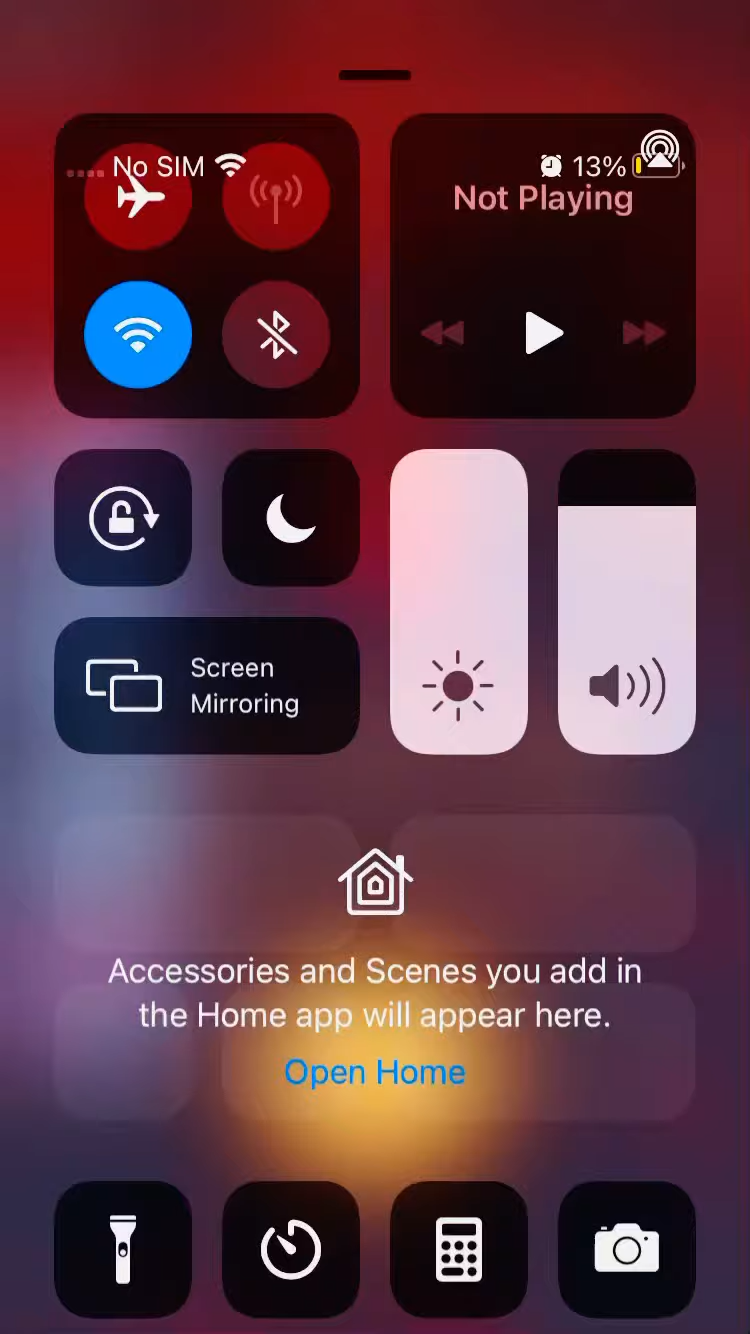 No SIM
13%
Not Playing
Screen
Mirroring
Accessories and Scenes you add in
the Home app will appear here.
Open Home